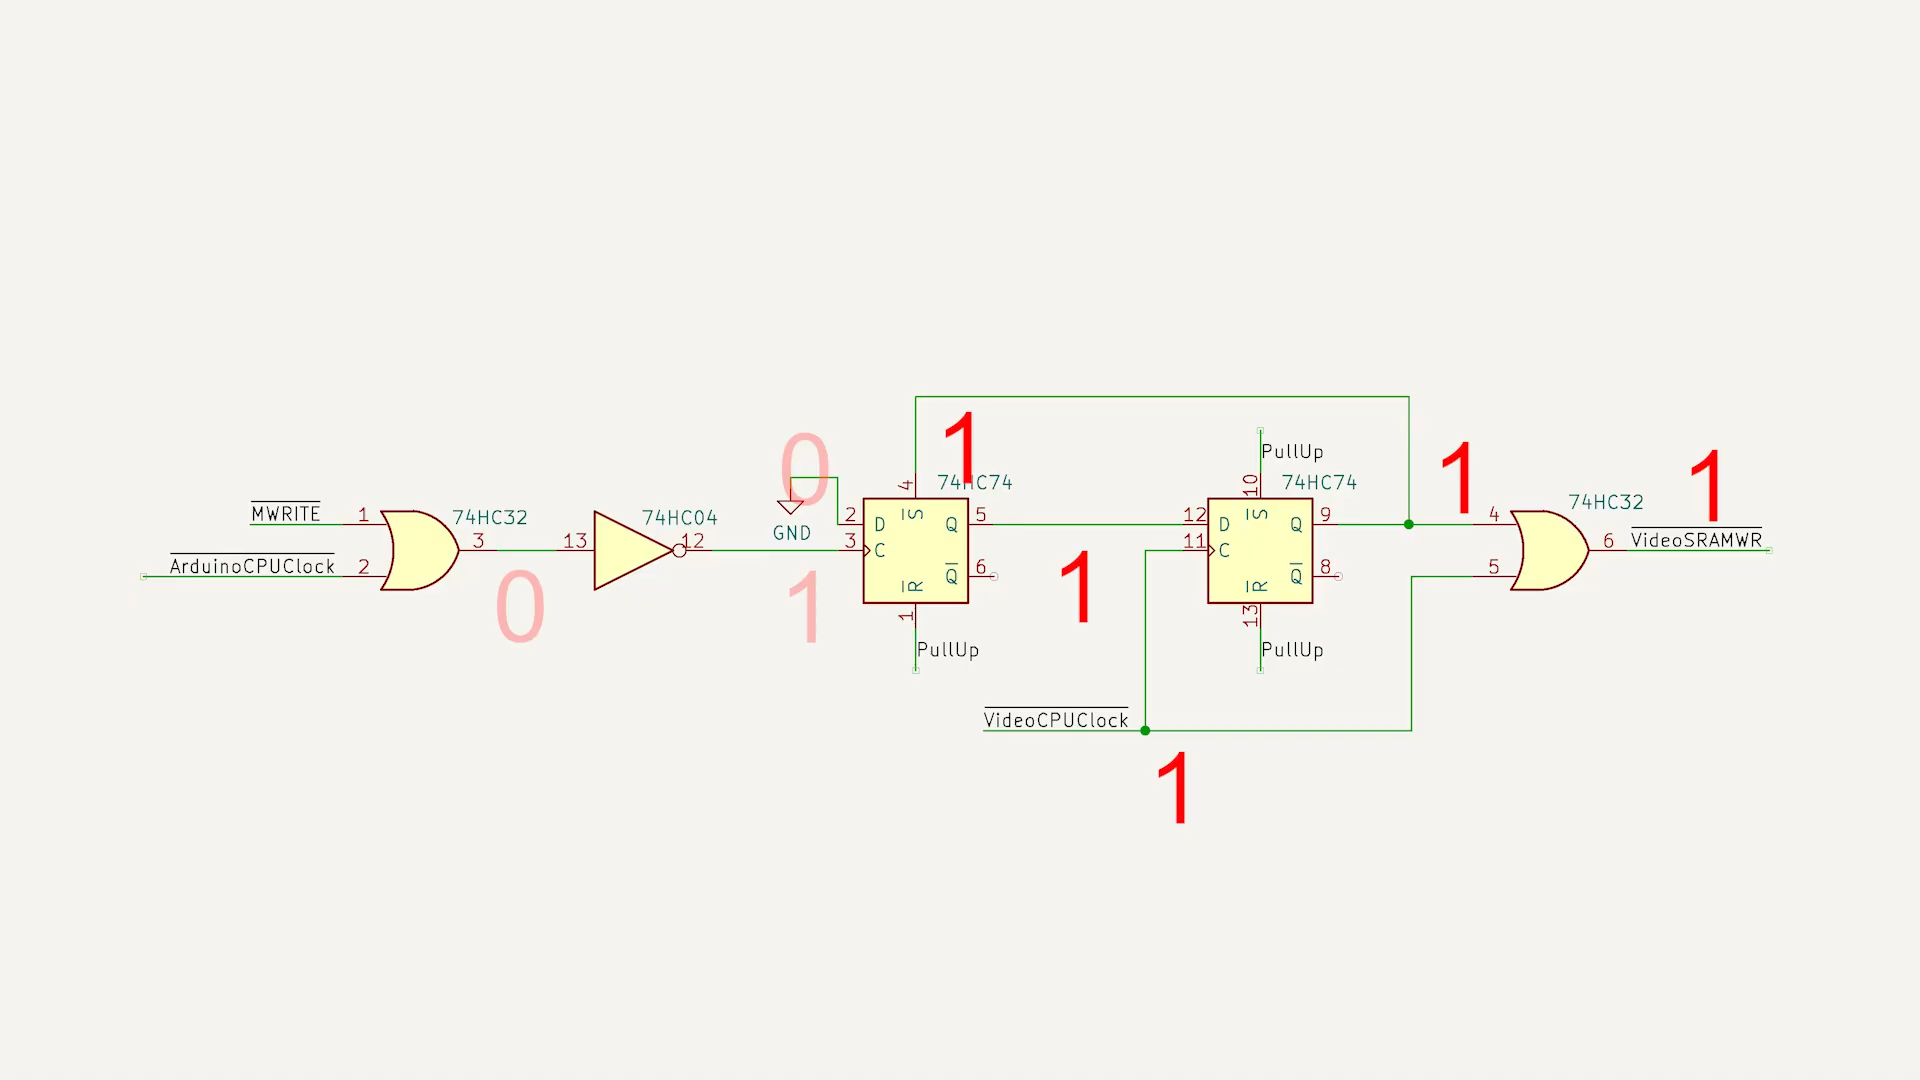 MWRITE
1
2
3
74HC32
ArduinoCPUClock
0
13
12
74HC04
0
GND
1
1
74HC74
4
S
2
D
Q
5
3
C
6
Q
R
1
PullUp
1
VideoCPUClock
1
PullUp
10
74HC74
S
12
D
Q
9
11
C
8
Q
R
13
PullUp
1
4
5
6
74HC32
1
VideoSRAMWR